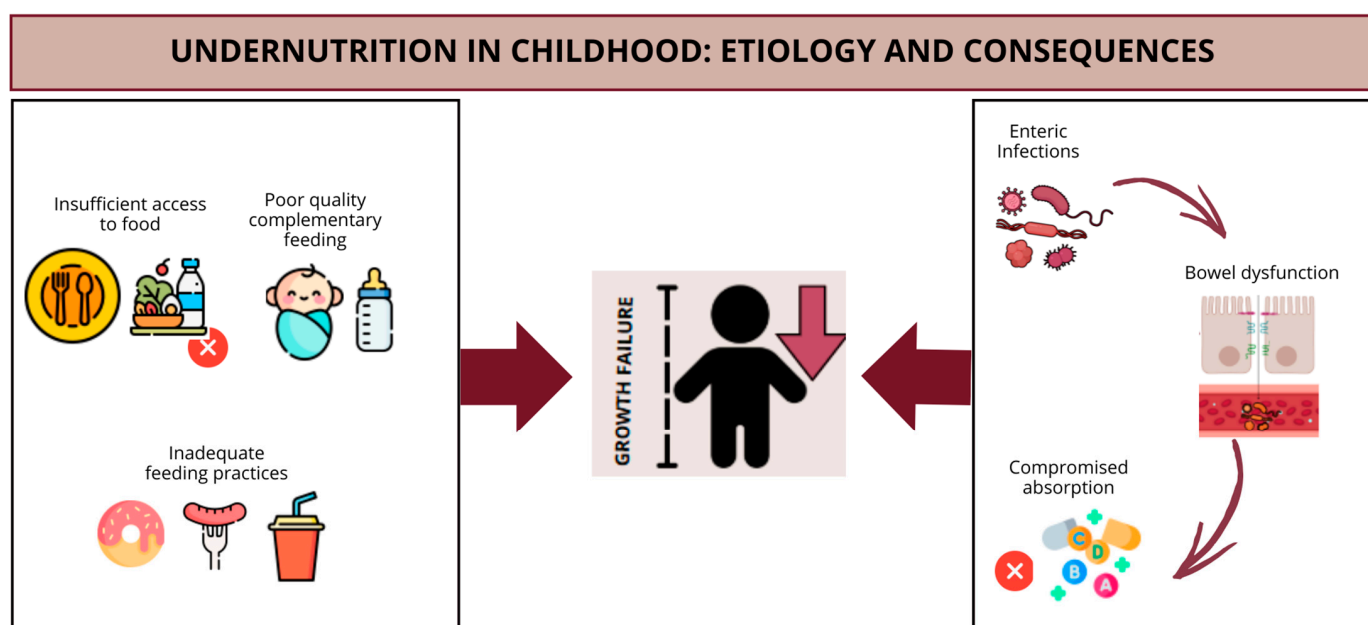 UNDERNUTRITION IN CHILDHOOD: ETIOLOGY AND CONSEQUENCES
Insufficient access
to food
Poor quality
complementary
feeding
Inadequate
feeding practices
GROWTH FAILURE
Enteric
Infections
Bowel dysfunction
Compromised
absorption
C
D
B
A